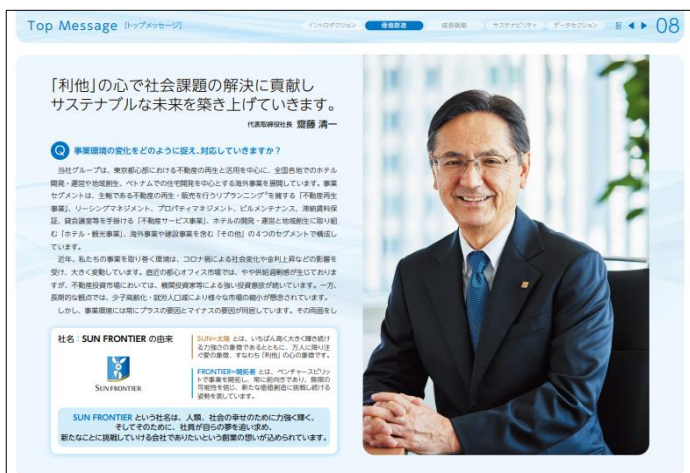 Top Message [トップメッセージ]
イントロダクション 価値創造 成長戦略 サステナビリティ データセクション 08
「利他」の心で社会課題の解決に貢献し
サステナブルな未来を築き上げていきます。
代表取締役社長 齋藤 清一
Q 事業環境の変化をどのように捉え、対応していきますか？
当社グループは、東京都心部における不動産の再生と活用を中心に、全国各地でのホテル
開発・運営や地域創生、ベトナムでの住宅開発を中心とする海外事業を展開しています。事業
セグメントは、主軸である不動産の再生・販売を行うリプランニング®を擁する「不動産再生
事業」、リーシングマネジメント、プロパティマネジメント、ビルメンテナンス、滞納賃料保
証、貸会議室等を手掛ける「不動産サービス事業」、ホテルの開発・運営と地域創生に取り組
む「ホテル・観光事業」、海外事業や建設事業を含む「その他」の4つのセグメントで構成し
ています。
近年、私たちの事業を取り巻く環境は、コロナ禍による社会変化や金利上昇などの影響を
受け、大きく変動しています。直近の都心オフィス市場では、やや供給過剰感が生じておりま
すが、不動産投資市場においては、機関投資家等による強い投資意欲が続いています。一方、
長期的な観点では、少子高齢化・就労人口減により様々な市場の縮小が懸念されています。
しかし、事業環境には常にプラスの要因とマイナスの要因が同居しています。その両面をし
社名：SUN FRONTIER の由来
SUN FRONTIER
SUN=太陽 とは、いちばん高く大きく輝き続け
る力強さの象徴であるとともに、万人に降り注
ぐ愛の象徴、すなわち「利他」の心の象徴です。
FRONTIER=開拓者 とは、ベンチャースピリッ
トで事業を開拓し、常に前向きであり、無限の
可能性を信じ、新たな価値創造に挑戦し続ける
姿勢を表しています。
SUN FRONTIER という社名は、人類、社会の幸せのために力強く輝く、
そしてそのために、社員が自らの夢を追い求め、
新たなことに挑戦していける会社でありたいという創業の想いが込められています。